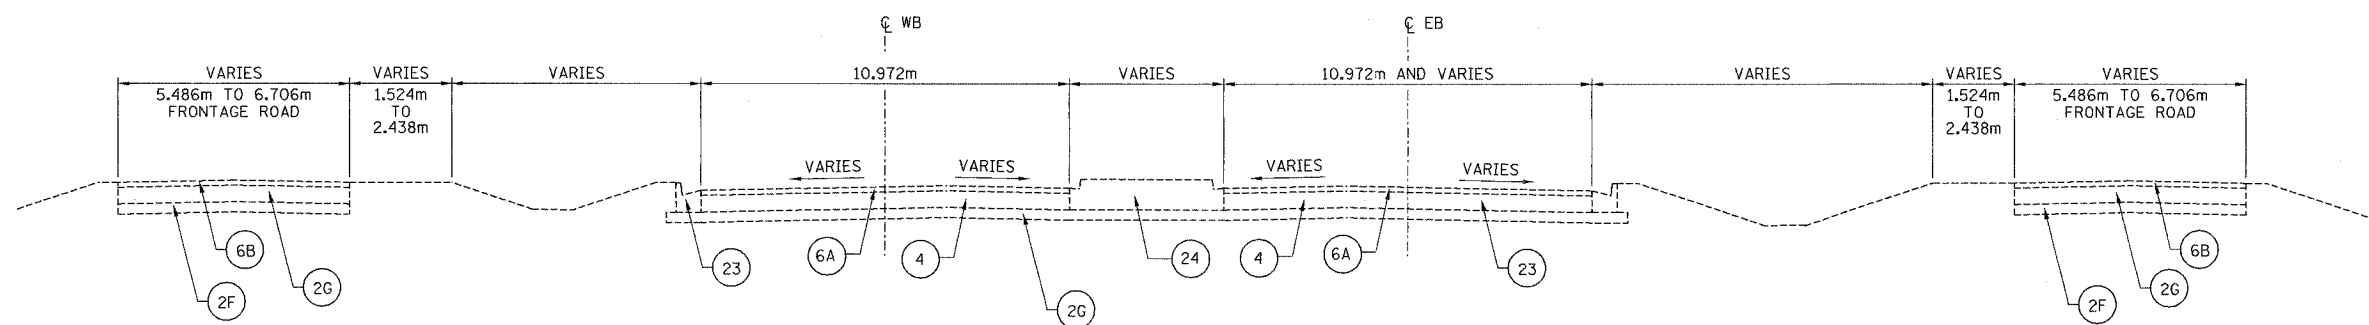 ℄ WB
℄ EB
VARIES
VARIES
VARIES
10.972m
VARIES
10.972m AND VARIES
VARIES
VARIES
VARIES
5.486m TO 6.706m
FRONTAGE ROAD
1.524m
TO
2.438m
1.524m
TO
2.438m
5.486m TO 6.706m
FRONTAGE ROAD
VARIES
VARIES
VARIES
VARIES
6B
2F
2G
23
6A
4
2G
24
4
6A
23
6B
2G
2F